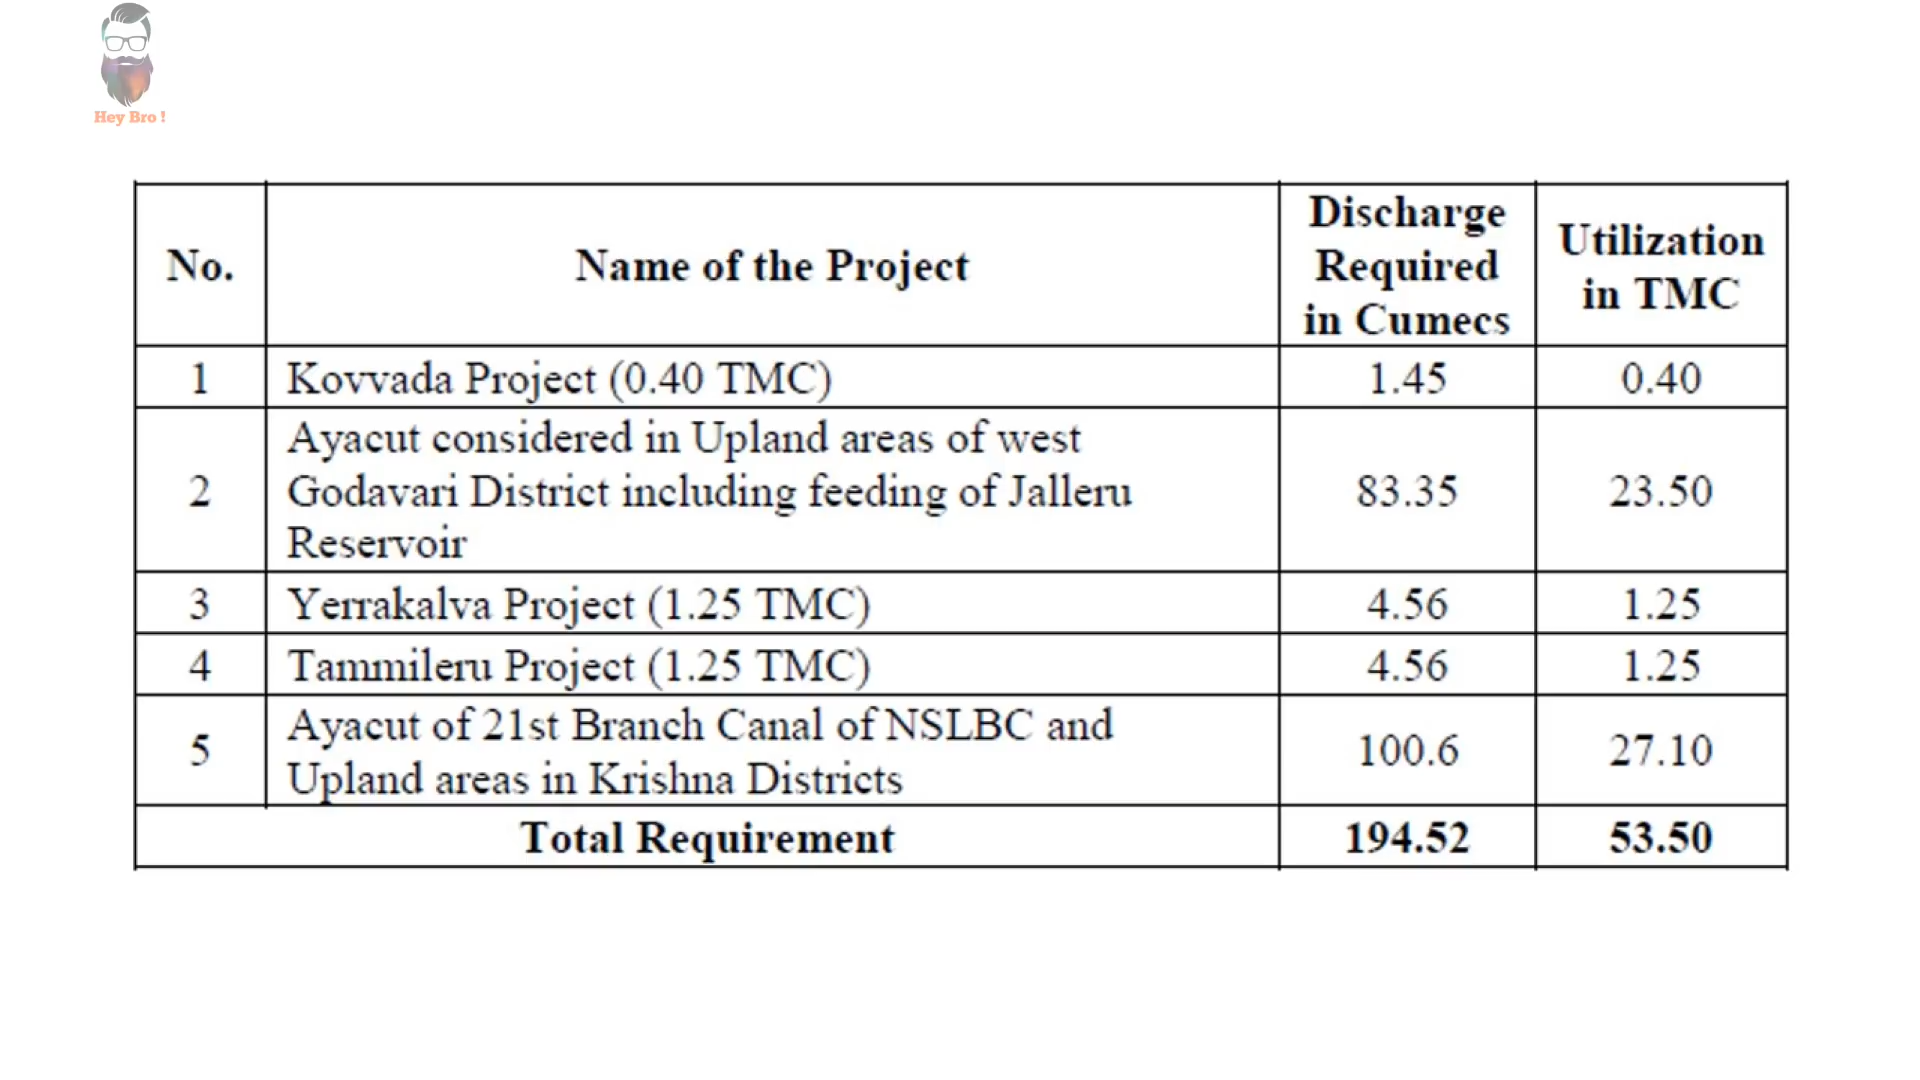 Hey Bro !
No.
Name of the Project
Discharge
Required
in Cumecs
Utilization
in TMC
1
Kovvada Project (0.40 TMC)
1.45
0.40
2
Ayacut considered in Upland areas of west
Godavari District including feeding of Jalleru
Reservoir
83.35
23.50
3
Yerrakalva Project (1.25 TMC)
4.56
1.25
4
Tammileru Project (1.25 TMC)
4.56
1.25
5
Ayacut of 21st Branch Canal of NSLBC and
Upland areas in Krishna Districts
100.6
27.10
Total Requirement
194.52
53.50